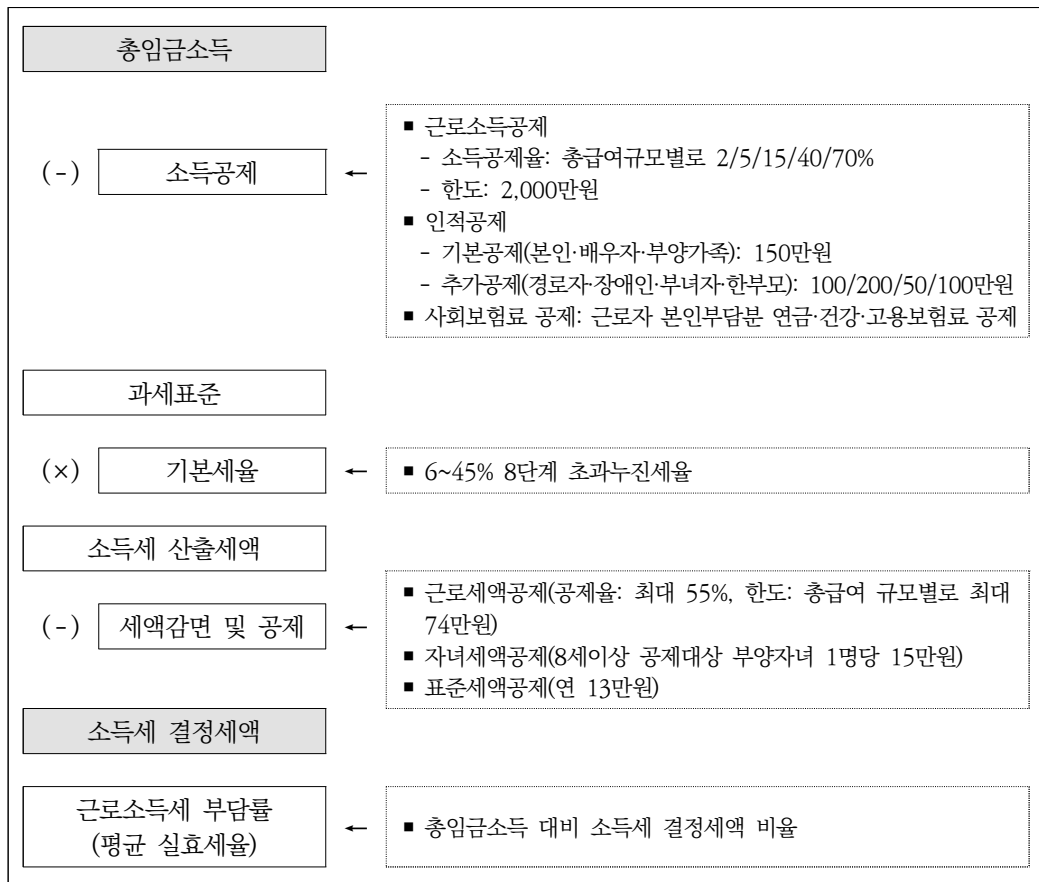 총임금소득
(-) 소득공제 ←
▪ 근로소득공제
- 소득공제율: 총급여규모별로 2/5/15/40/70%
- 한도: 2,000만원
▪ 인적공제
- 기본공제(본인·배우자·부양가족): 150만원
- 추가공제(경로자·장애인·부녀자·한부모): 100/200/50/100만원
▪ 사회보험료 공제: 근로자 본인부담분 연금·건강·고용보험료 공제
과세표준
(×) 기본세율 ← ▪ 6~45% 8단계 초과누진세율
소득세 산출세액
(-) 세액감면 및 공제 ←
▪ 근로세액공제(공제율: 최대 55%, 한도: 총급여 규모별로 최대
74만원)
▪ 자녀세액공제(8세이상 공제대상 부양자녀 1명당 15만원)
▪ 표준세액공제(연 13만원)
소득세 결정세액
근로소득세 부담률
(평균 실효세율)
← ▪ 총임금소득 대비 소득세 결정세액 비율